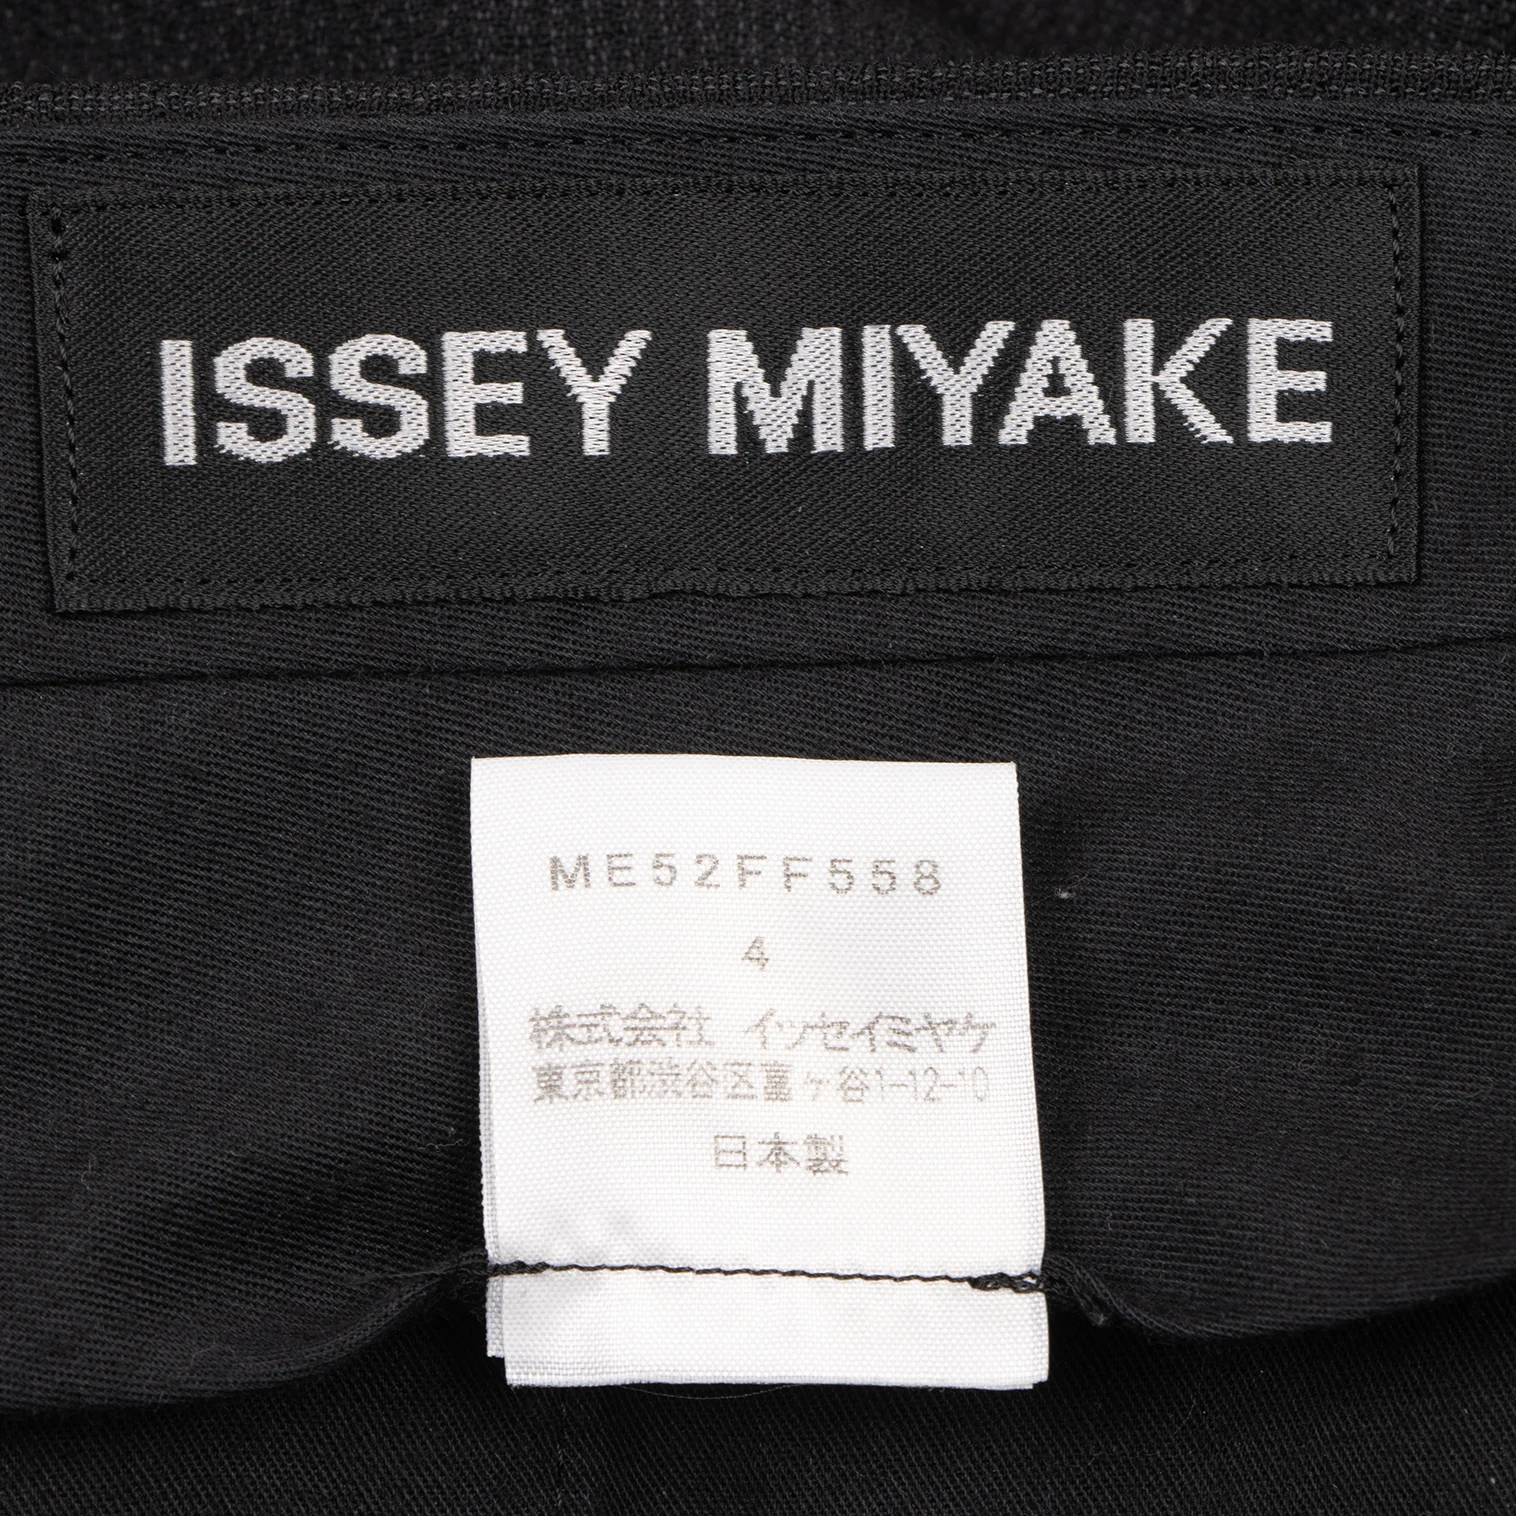 ISSEY MIYAKE
ME52FF558
4
株式会社 イッセイミヤケ
東京都渋谷区富ヶ谷1-12-10
日本製